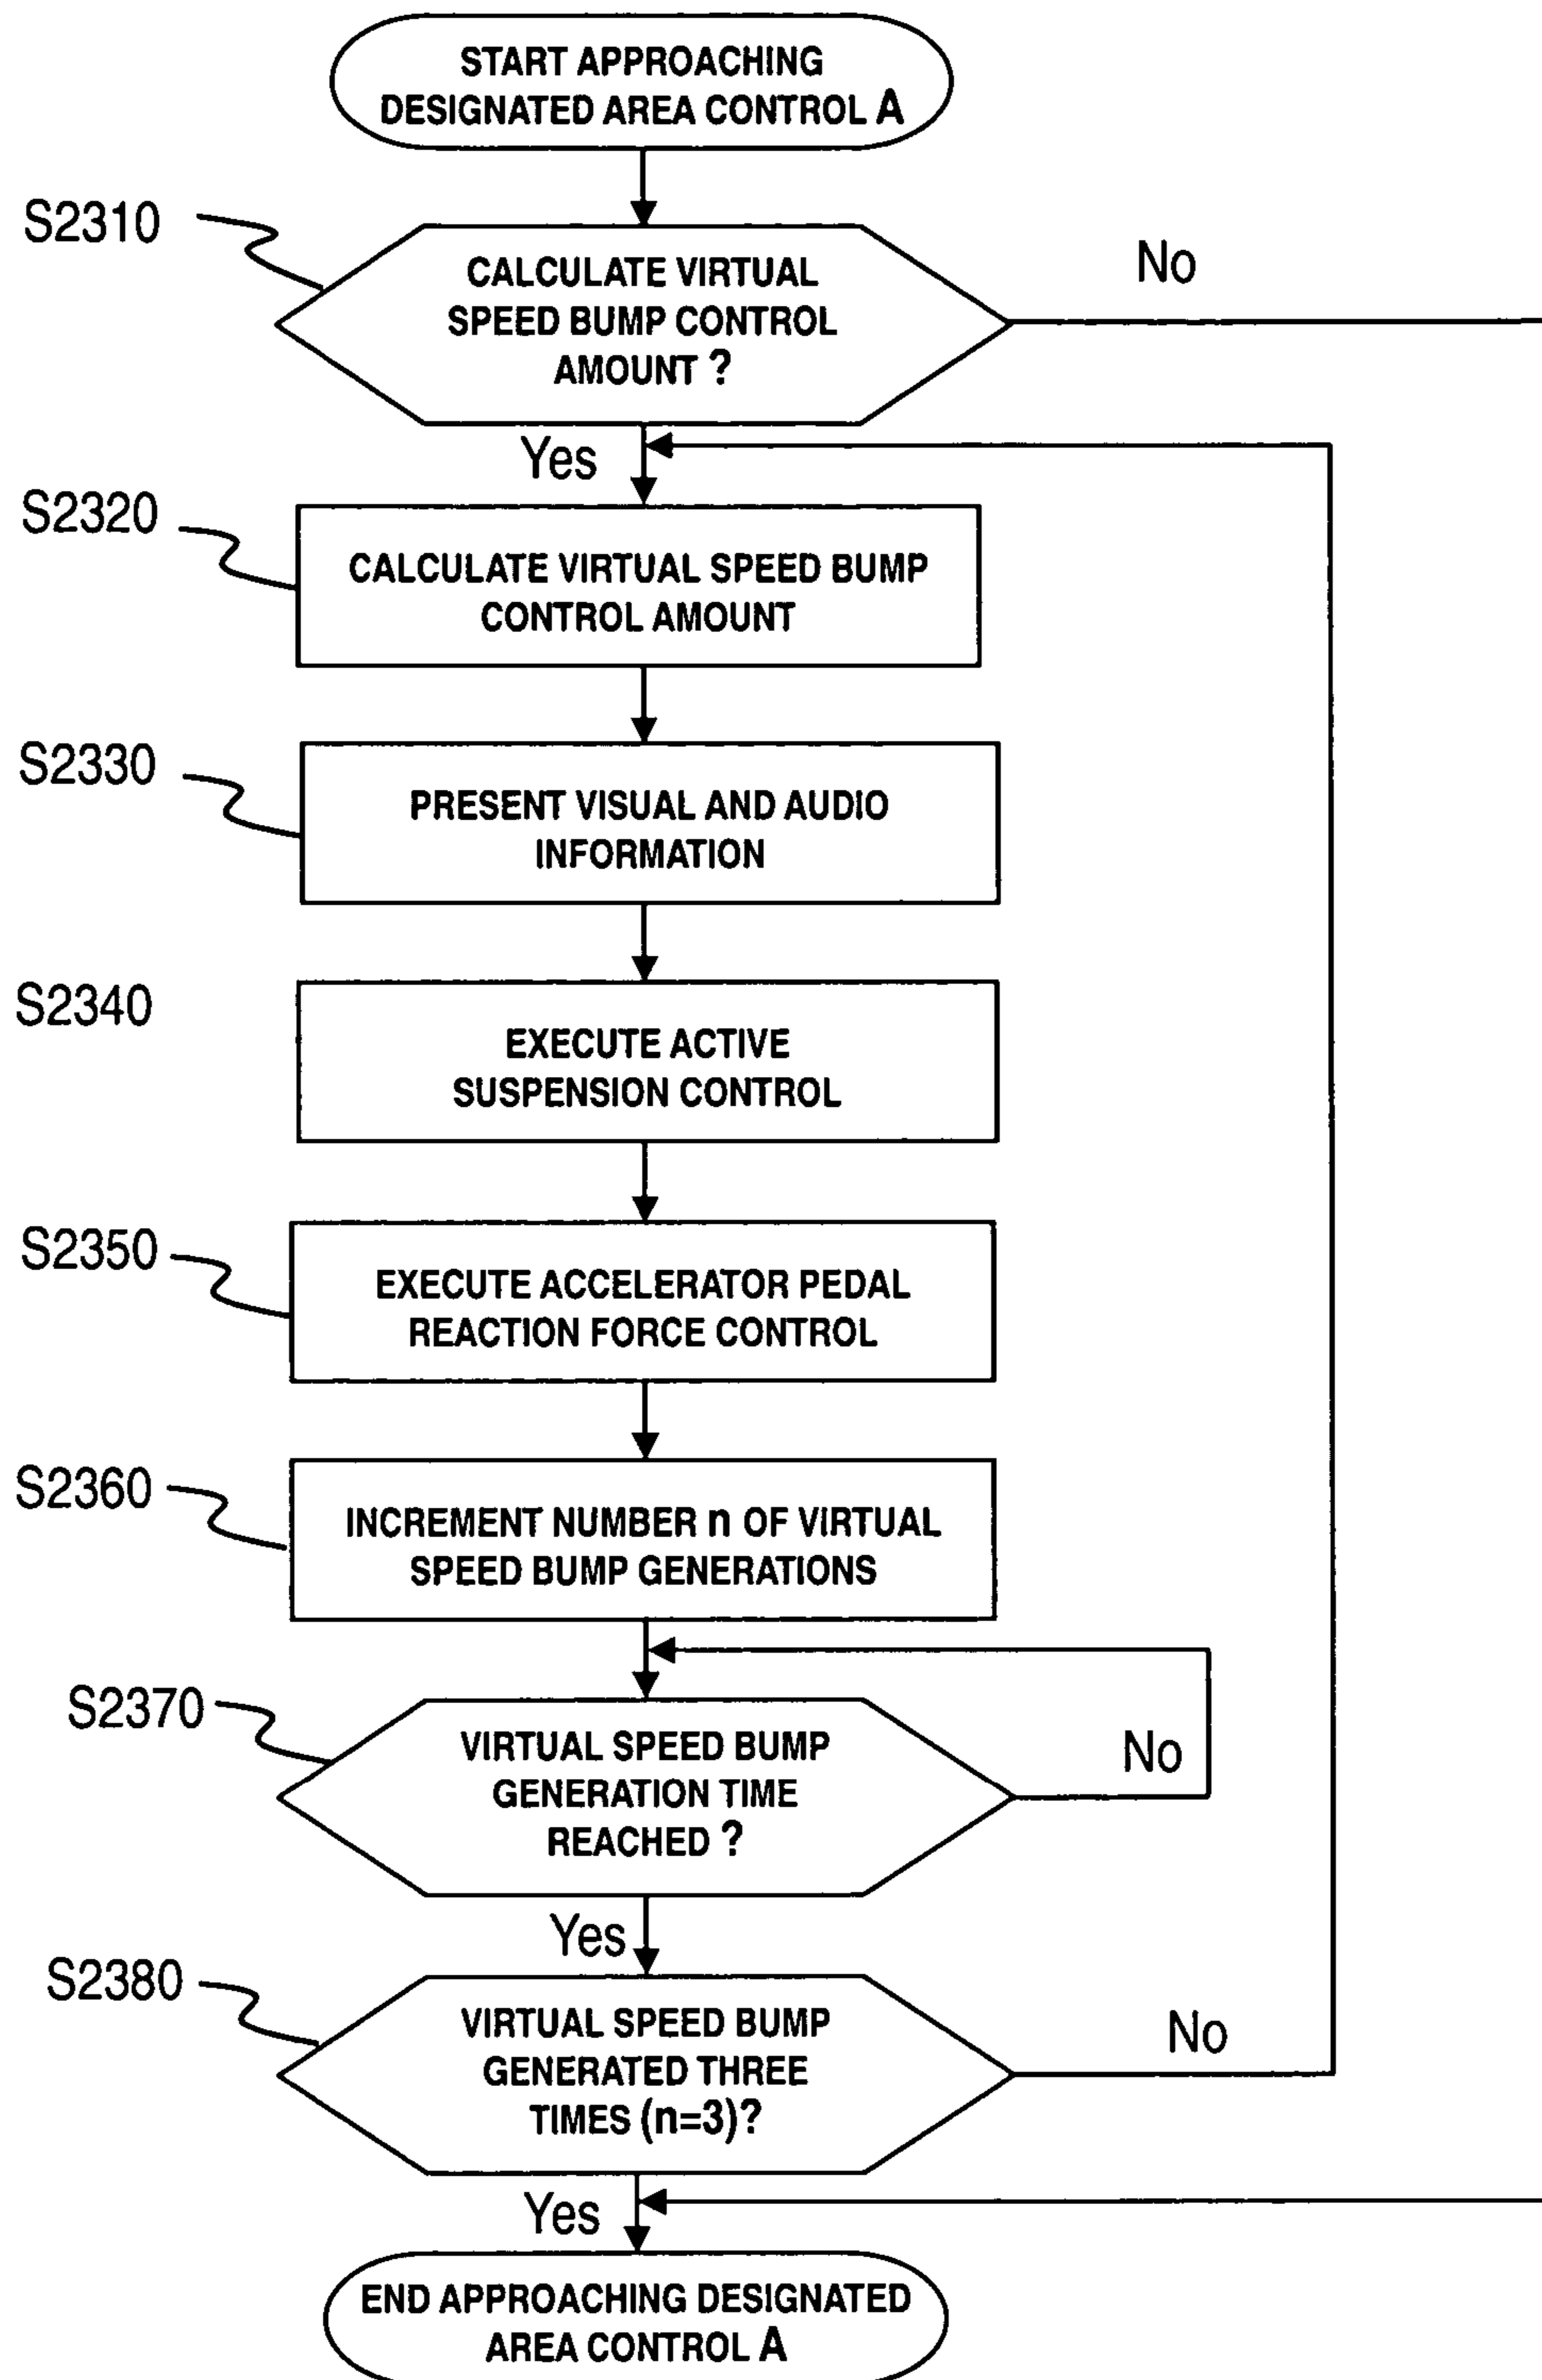 START APPROACHING
DESIGNATED AREA CONTROL A
S2310
CALCULATE VIRTUAL
SPEED BUMP CONTROL
AMOUNT ?
No
Yes
S2320
CALCULATE VIRTUAL SPEED BUMP
CONTROL AMOUNT
S2330
PRESENT VISUAL AND AUDIO
INFORMATION
S2340
EXECUTE ACTIVE
SUSPENSION CONTROL
S2350
EXECUTE ACCELERATOR PEDAL
REACTION FORCE CONTROL
S2360
INCREMENT NUMBER n OF VIRTUAL
SPEED BUMP GENERATIONS
S2370
VIRTUAL SPEED BUMP
GENERATION TIME
REACHED ?
No
Yes
S2380
VIRTUAL SPEED BUMP
GENERATED THREE
TIMES (n=3)?
No
Yes
END APPROACHING DESIGNATED
AREA CONTROL A